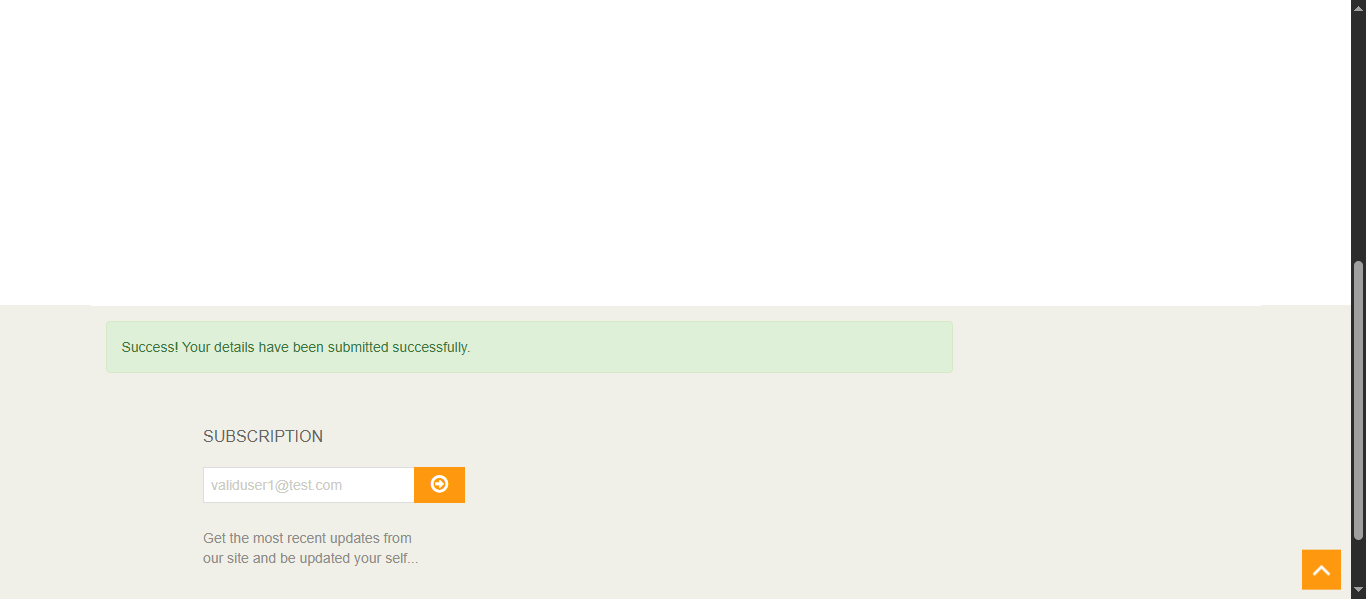 Success! Your details have been submitted successfully.
SUBSCRIPTION
validuser1@test.com
Get the most recent updates from
our site and be updated your self...